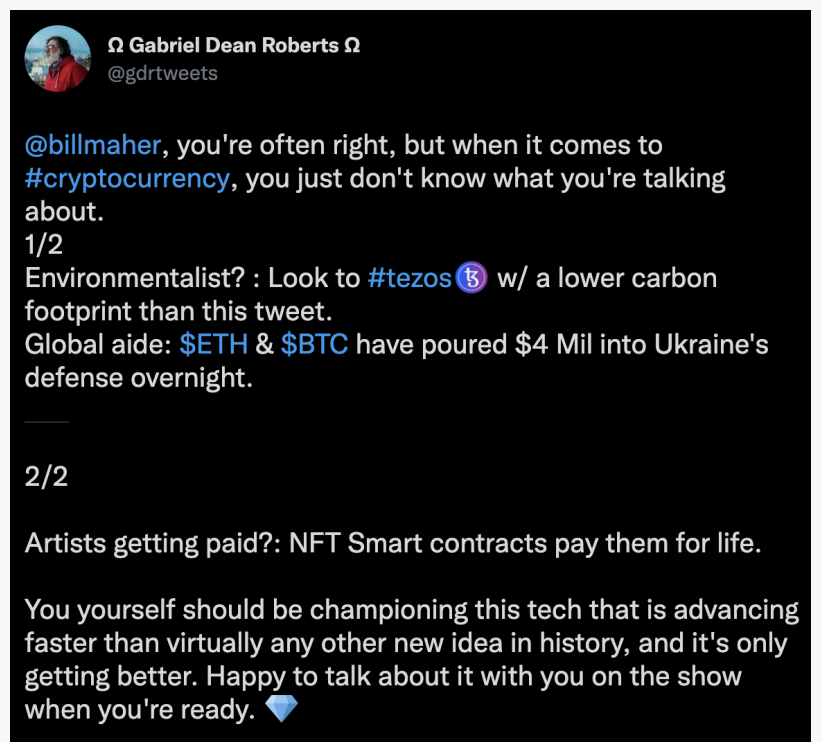 Ω Gabriel Dean Roberts Ω
@gdrtweets
@billmaher, you're often right, but when it comes to
#cryptocurrency, you just don't know what you're talking
about.
1/2
Environmentalist? : Look to #tezos w/ a lower carbon
footprint than this tweet.
Global aide: $ETH & $BTC have poured $4 Mil into Ukraine's
defense overnight.
____
2/2
Artists getting paid?: NFT Smart contracts pay them for life.
You yourself should be championing this tech that is advancing
faster than virtually any other new idea in history, and it's only
getting better. Happy to talk about it with you on the show
when you're ready. 💎